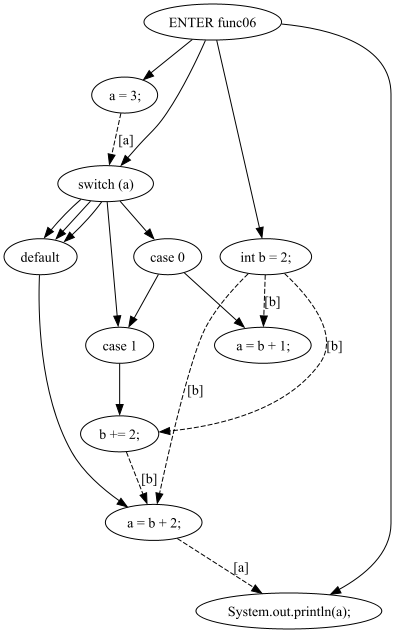 ENTER func06
a = 3;
[a]
switch (a)
default
case 0
int b = 2;
[b]
case 1
a = b + 1;
[b]
[b]
b += 2;
[b]
a = b + 2;
[a]
System.out.println(a);